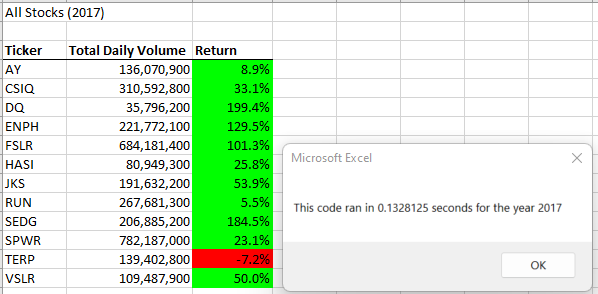 All Stocks (2017)
Ticker Total Daily Volume Return
AY 136,070,900 8.9%
CSIQ 310,592,800 33.1%
DQ 35,796,200 199.4%
ENPH 221,772,100 129.5%
FSLR 684,181,400 101.3%
HASI 80,949,300 25.8%
JKS 191,632,200 53.9%
RUN 267,681,300 5.5%
SEDG 206,885,200 184.5%
SPWR 782,187,000 23.1%
TERP 139,402,800 -7.2%
VSLR 109,487,900 50.0%
Microsoft Excel
This code ran in 0.1328125 seconds for the year 2017
OK